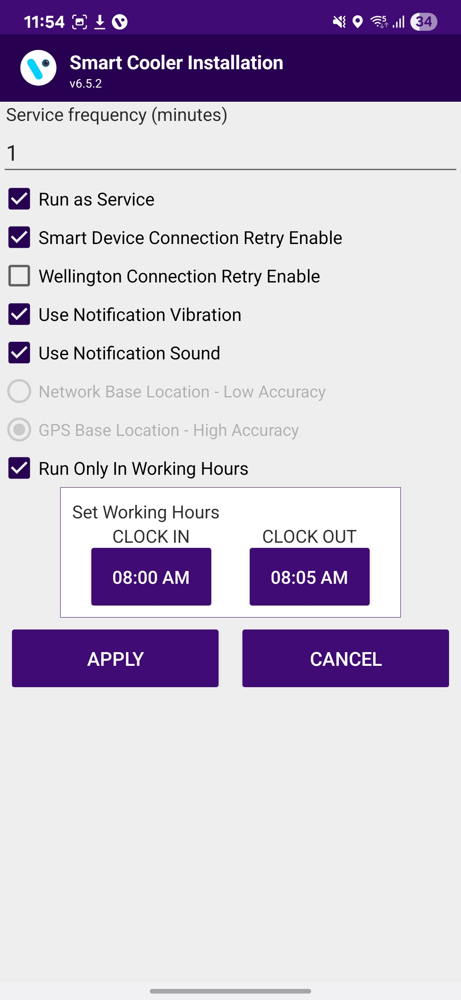 11:54
5
34
Smart Cooler Installation
v6.5.2
Service frequency (minutes)
1
Run as Service
Smart Device Connection Retry Enable
Wellington Connection Retry Enable
Use Notification Vibration
Use Notification Sound
Network Base Location - Low Accuracy
GPS Base Location - High Accuracy
Run Only In Working Hours
Set Working Hours
CLOCK IN CLOCK OUT
08:00 AM 08:05 AM
APPLY CANCEL